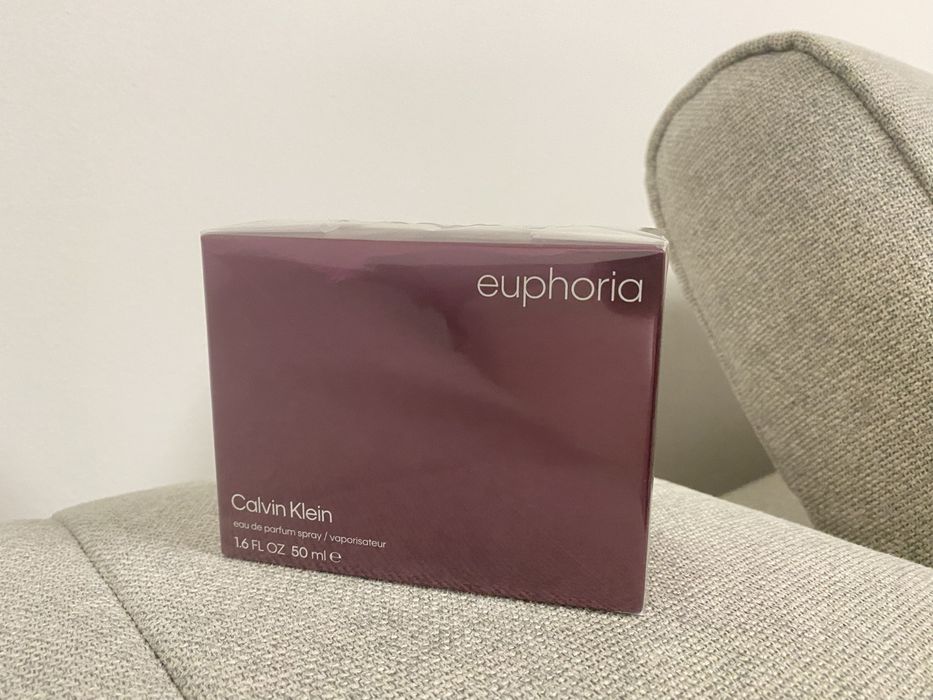 euphoria
Calvin Klein
eau de parfum spray / vaporisateur
1.6 FL OZ 50 ml ℮